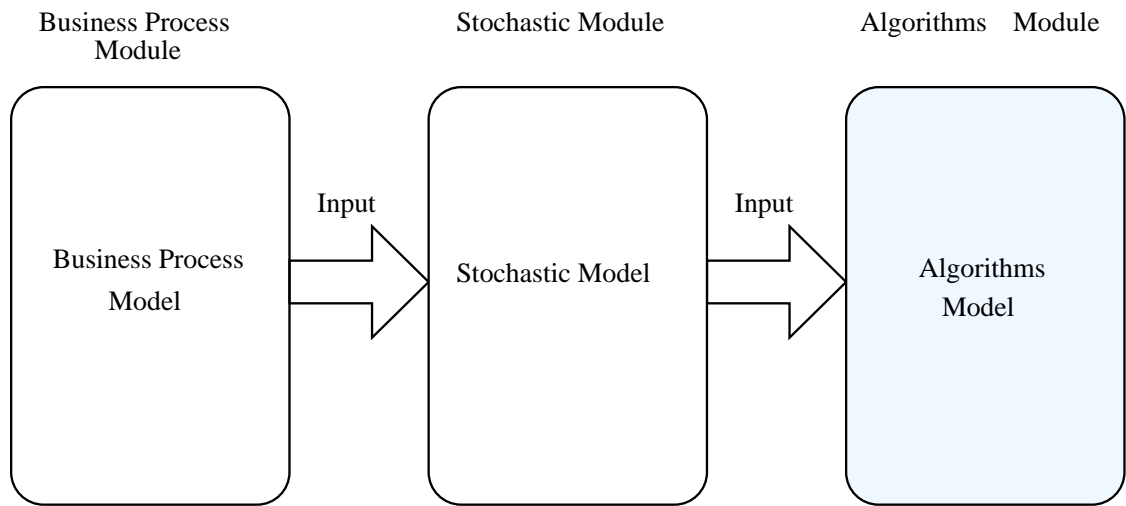 Business Process
Module
Stochastic Module
Algorithms Module
Input
Input
Business Process
Model
Stochastic Model
Algorithms
Model